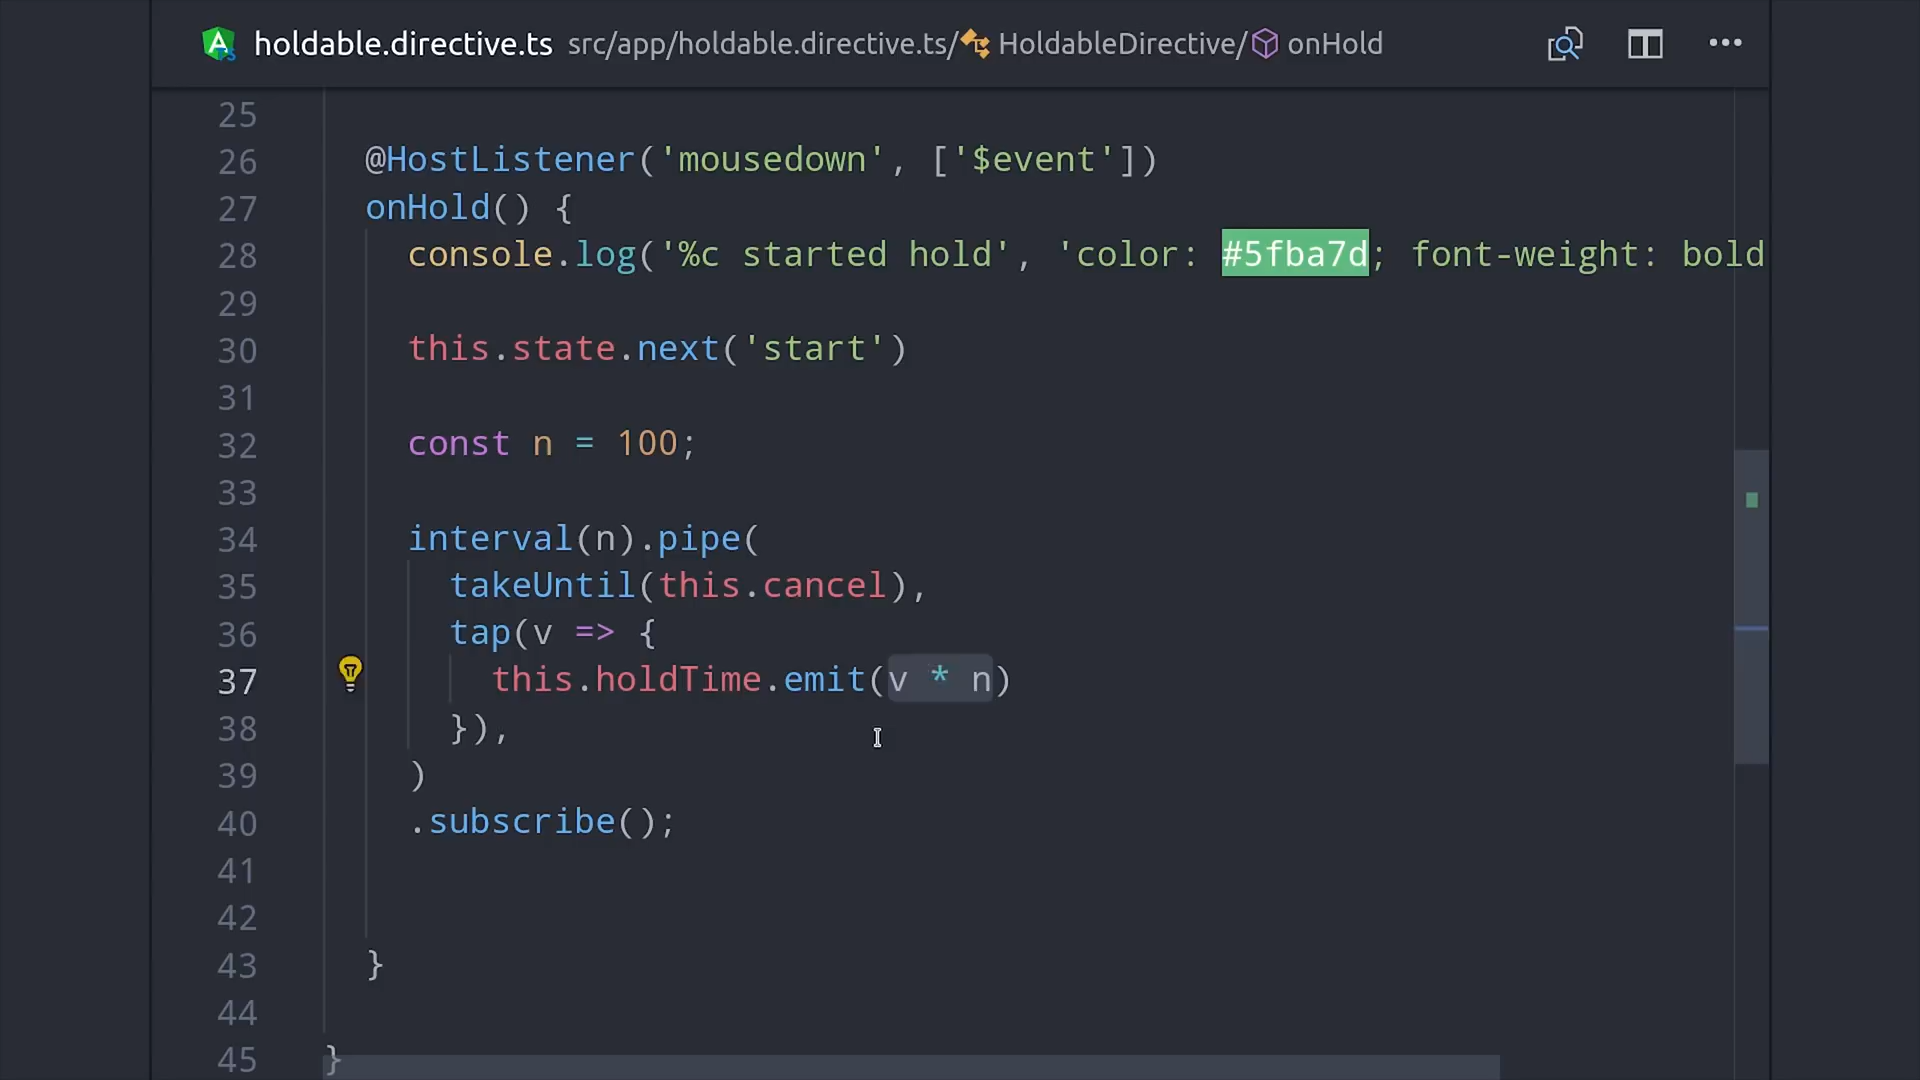 holdable.directive.ts src/app/holdable.directive.ts/HoldableDirective/onHold
25
26 @HostListener('mousedown', ['$event'])
27 onHold() {
28 console.log('%c started hold', 'color: #5fba7d; font-weight: bold
29
30 this.state.next('start')
31
32 const n = 100;
33
34 interval(n).pipe(
35 takeUntil(this.cancel),
36 tap(v => {
37 this.holdTime.emit(v * n)
38 }),
39 )
40 .subscribe();
41
42
43 }
44
45 }